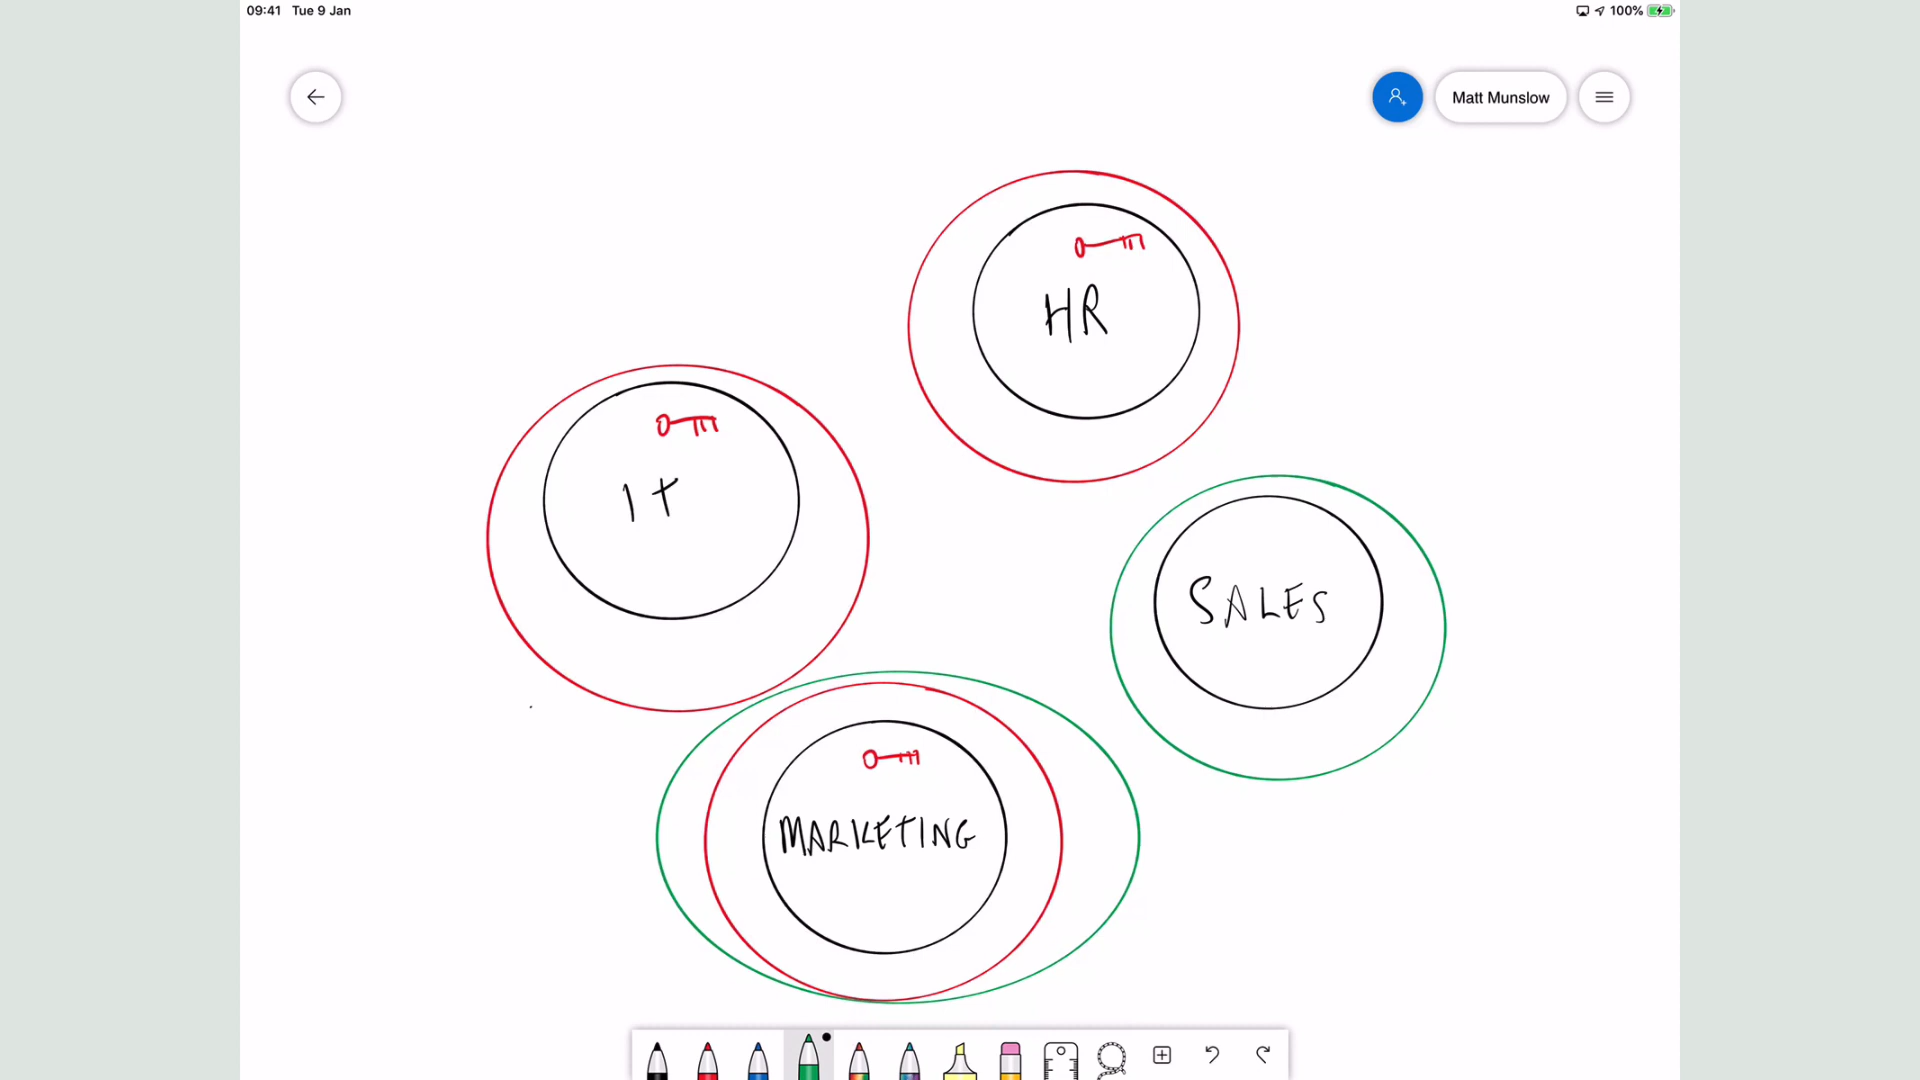 09:41 Tue 9 Jan
100%
Matt Munslow
HR
IT
SALES
MARKETING